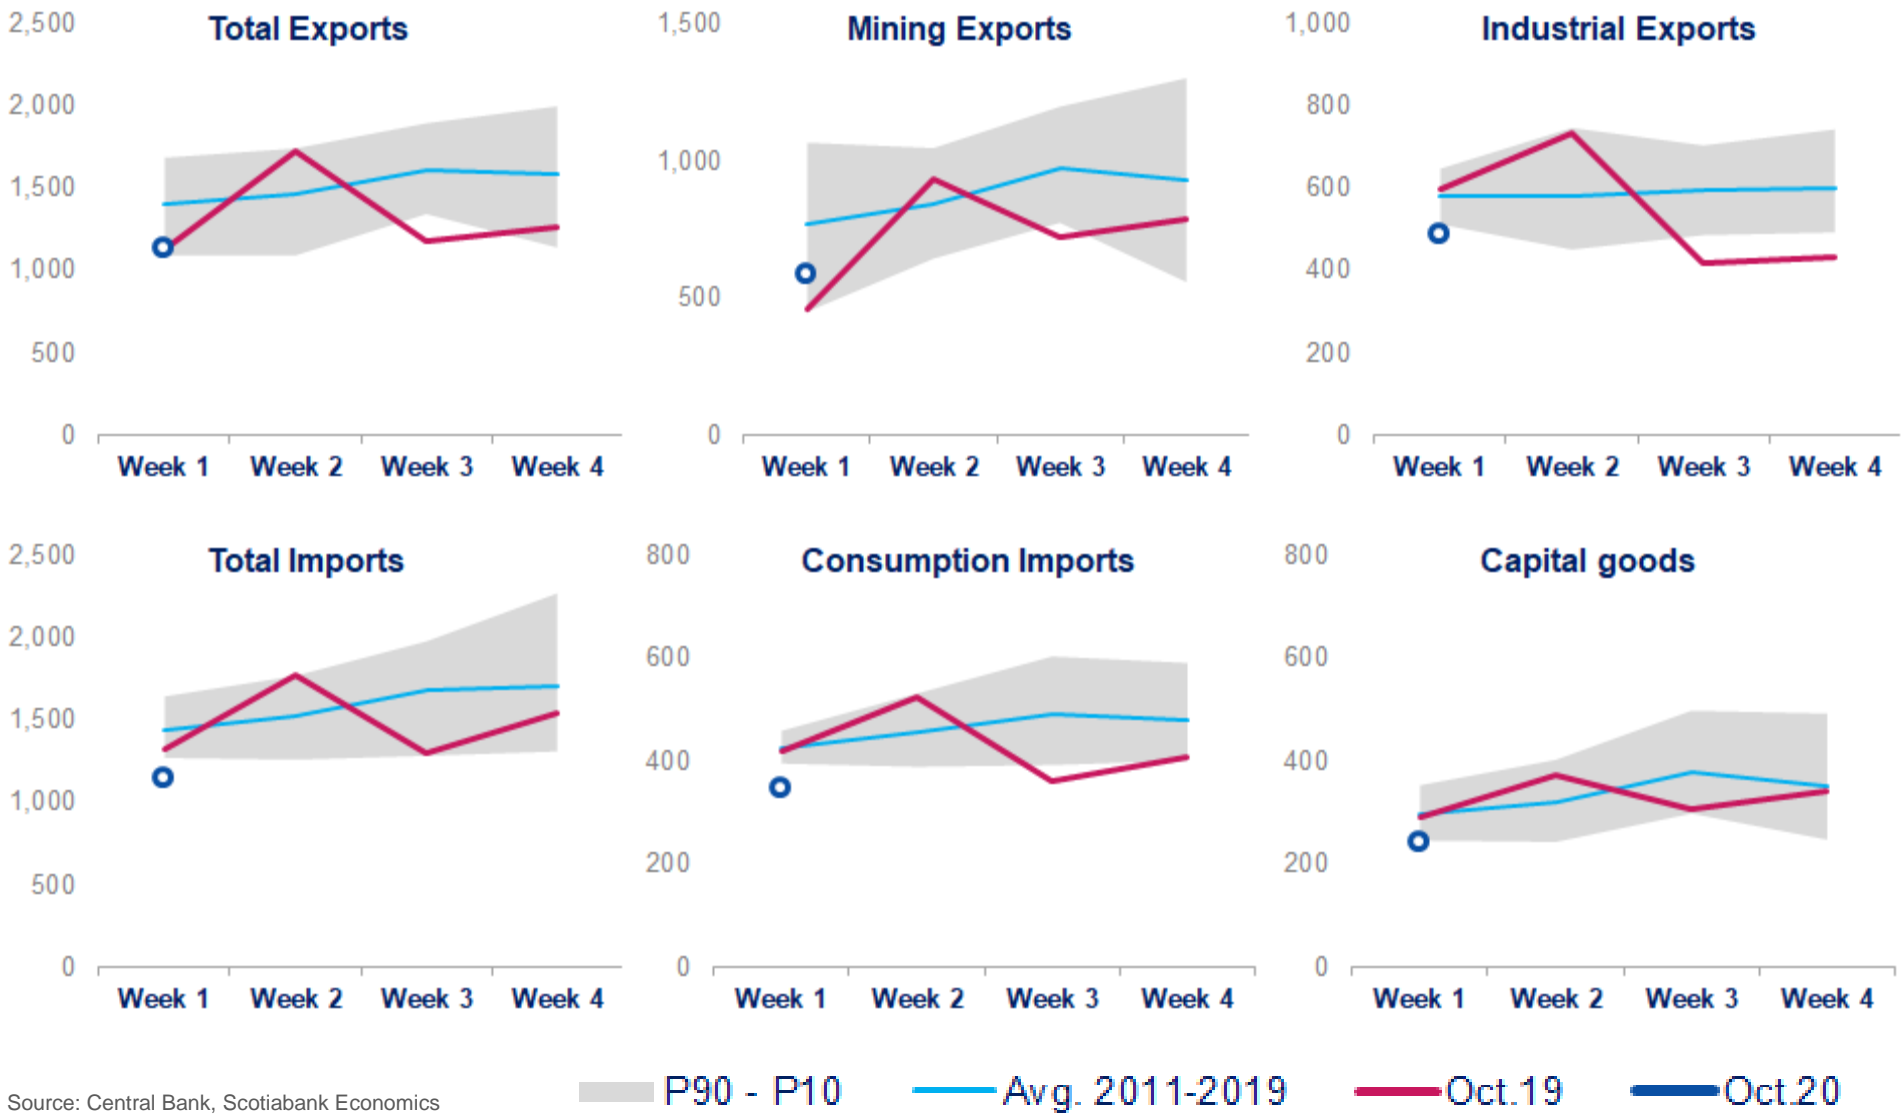 Total Exports
2,500
2,000
1,500
1,000
500
0
Week 1 Week 2 Week 3 Week 4
Mining Exports
1,500
1,000
500
0
Week 1 Week 2 Week 3 Week 4
Industrial Exports
1,000
800
600
400
200
0
Week 1 Week 2 Week 3 Week 4
Total Imports
2,500
2,000
1,500
1,000
500
0
Week 1 Week 2 Week 3 Week 4
Consumption Imports
800
600
400
200
0
Week 1 Week 2 Week 3 Week 4
Capital goods
800
600
400
200
0
Week 1 Week 2 Week 3 Week 4
P90 - P10 Avg. 2011-2019 Oct.19 Oct.20
Source: Central Bank, Scotiabank Economics